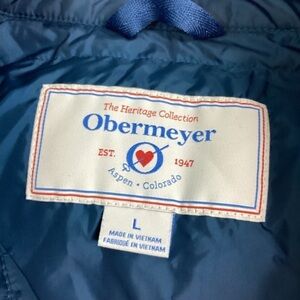 The Heritage Collection
Obermeyer
EST. 1947
Aspen • Colorado
L
MADE IN VIETNAM
FABRIQUÉ EN VIETNAM